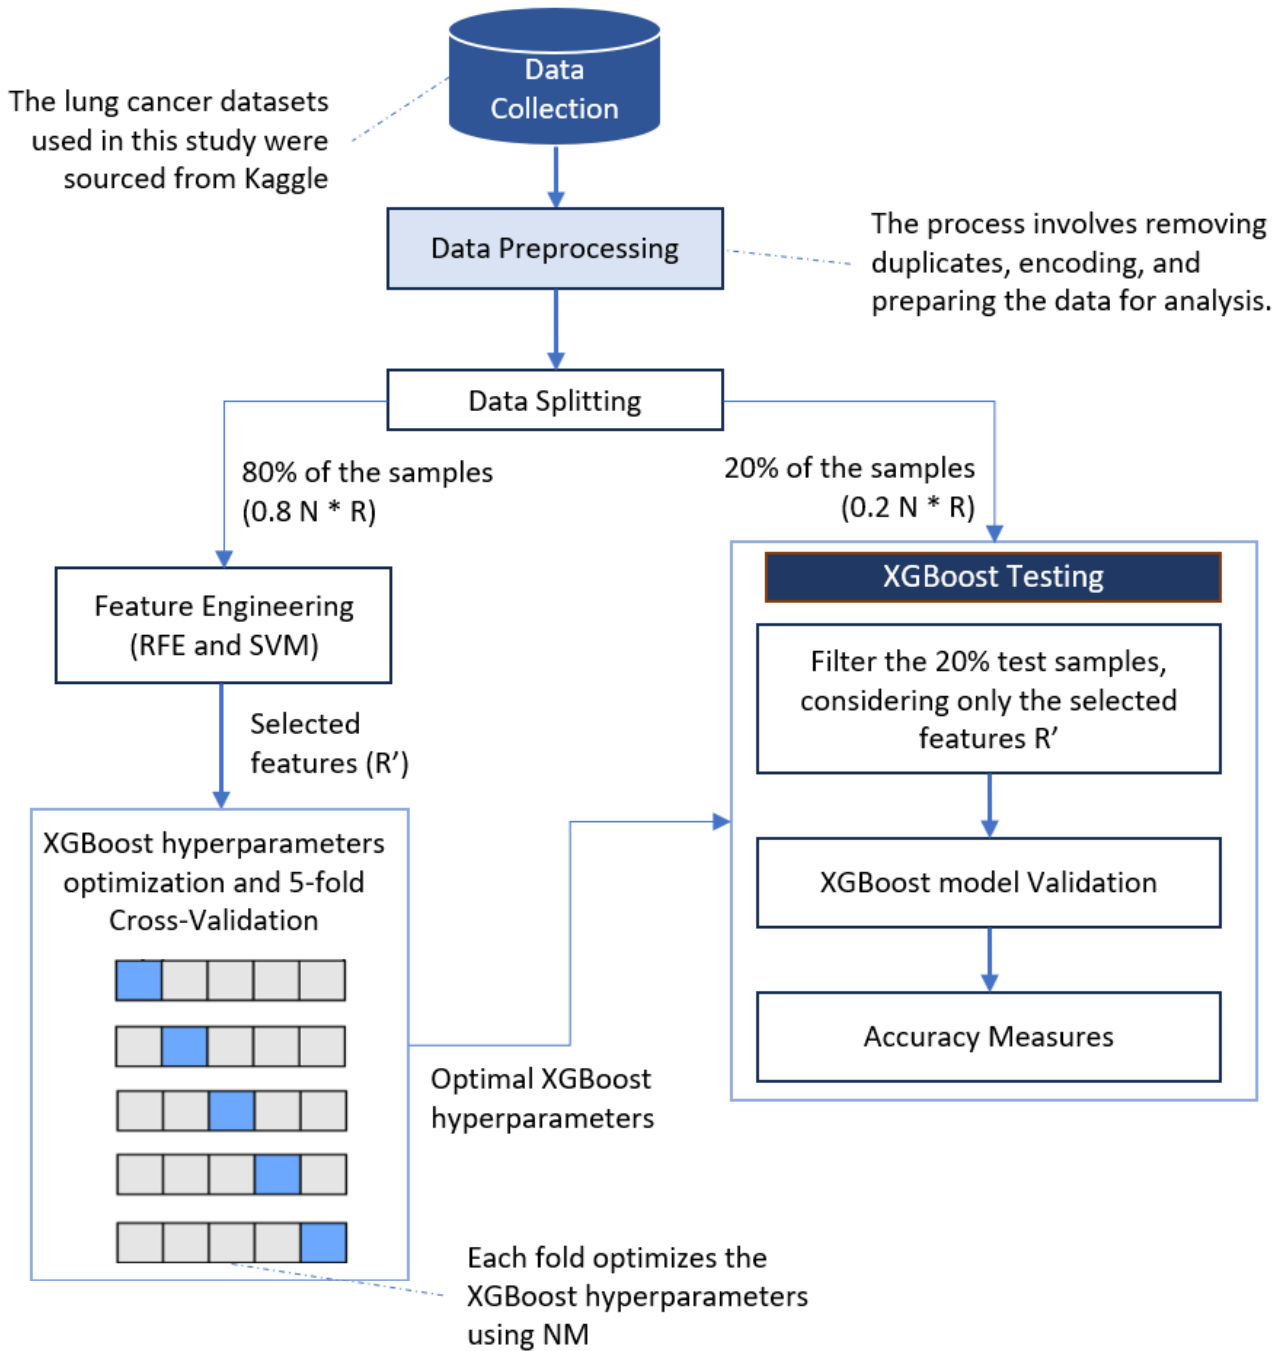 Data
Collection
The lung cancer datasets
used in this study were
sourced from Kaggle
Data Preprocessing
The process involves removing
duplicates, encoding, and
preparing the data for analysis.
Data Splitting
80% of the samples
(0.8 N * R)
20% of the samples
(0.2 N * R)
Feature Engineering
(RFE and SVM)
Selected
features (R’)
XGBoost hyperparameters
optimization and 5-fold
Cross-Validation
Optimal XGBoost
hyperparameters
Each fold optimizes the
XGBoost hyperparameters
using NM
XGBoost Testing
Filter the 20% test samples,
considering only the selected
features R’
XGBoost model Validation
Accuracy Measures